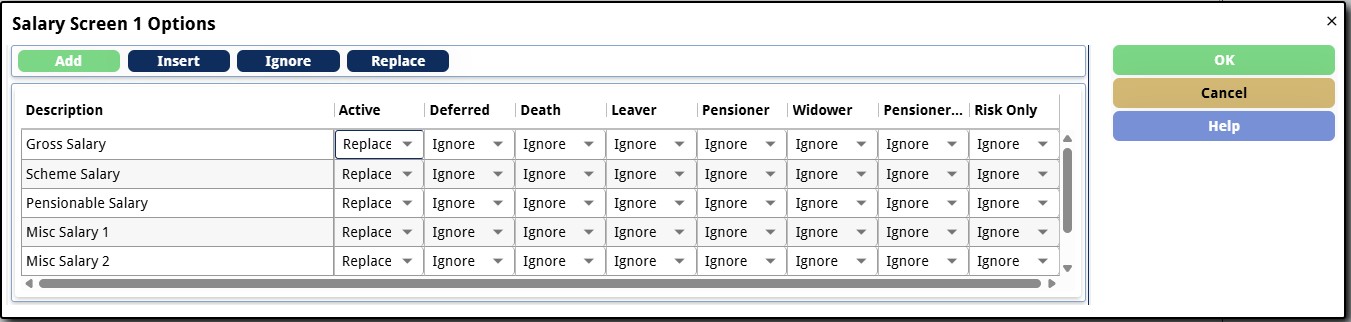 Salary Screen 1 Options ×
Add Insert Ignore Replace OK
Cancel
Help
Description Active Deferred Death Leaver Pensioner Widower Pensioner... Risk Only
Gross Salary Replace Ignore Ignore Ignore Ignore Ignore Ignore Ignore
Scheme Salary Replace Ignore Ignore Ignore Ignore Ignore Ignore Ignore
Pensionable Salary Replace Ignore Ignore Ignore Ignore Ignore Ignore Ignore
Misc Salary 1 Replace Ignore Ignore Ignore Ignore Ignore Ignore Ignore
Misc Salary 2 Replace Ignore Ignore Ignore Ignore Ignore Ignore Ignore